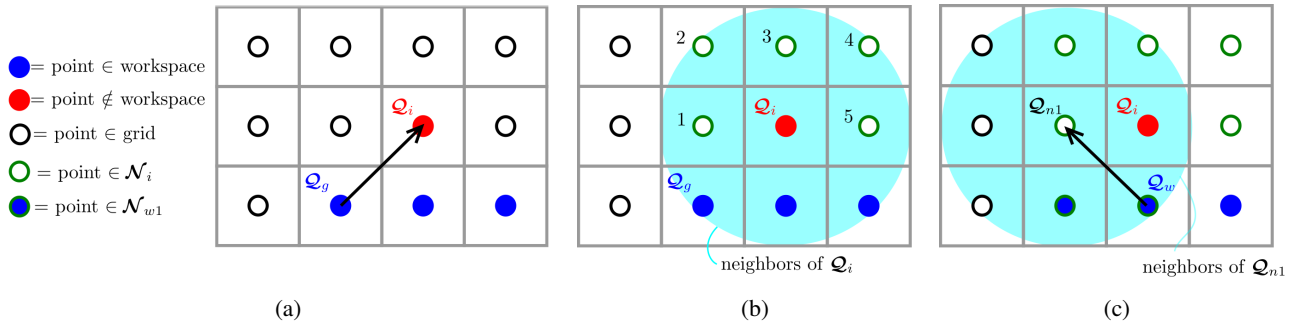 = point ∈ workspace
= point ∉ workspace
= point ∈ grid
= point ∈ 𝓝i
= point ∈ 𝓝w1
𝓠i
𝓠g
(a)
2
3
4
𝓠i
1
5
𝓠g
neighbors of 𝓠i
(b)
𝓠n1
𝓠i
𝓠w
neighbors of 𝓠n1
(c)